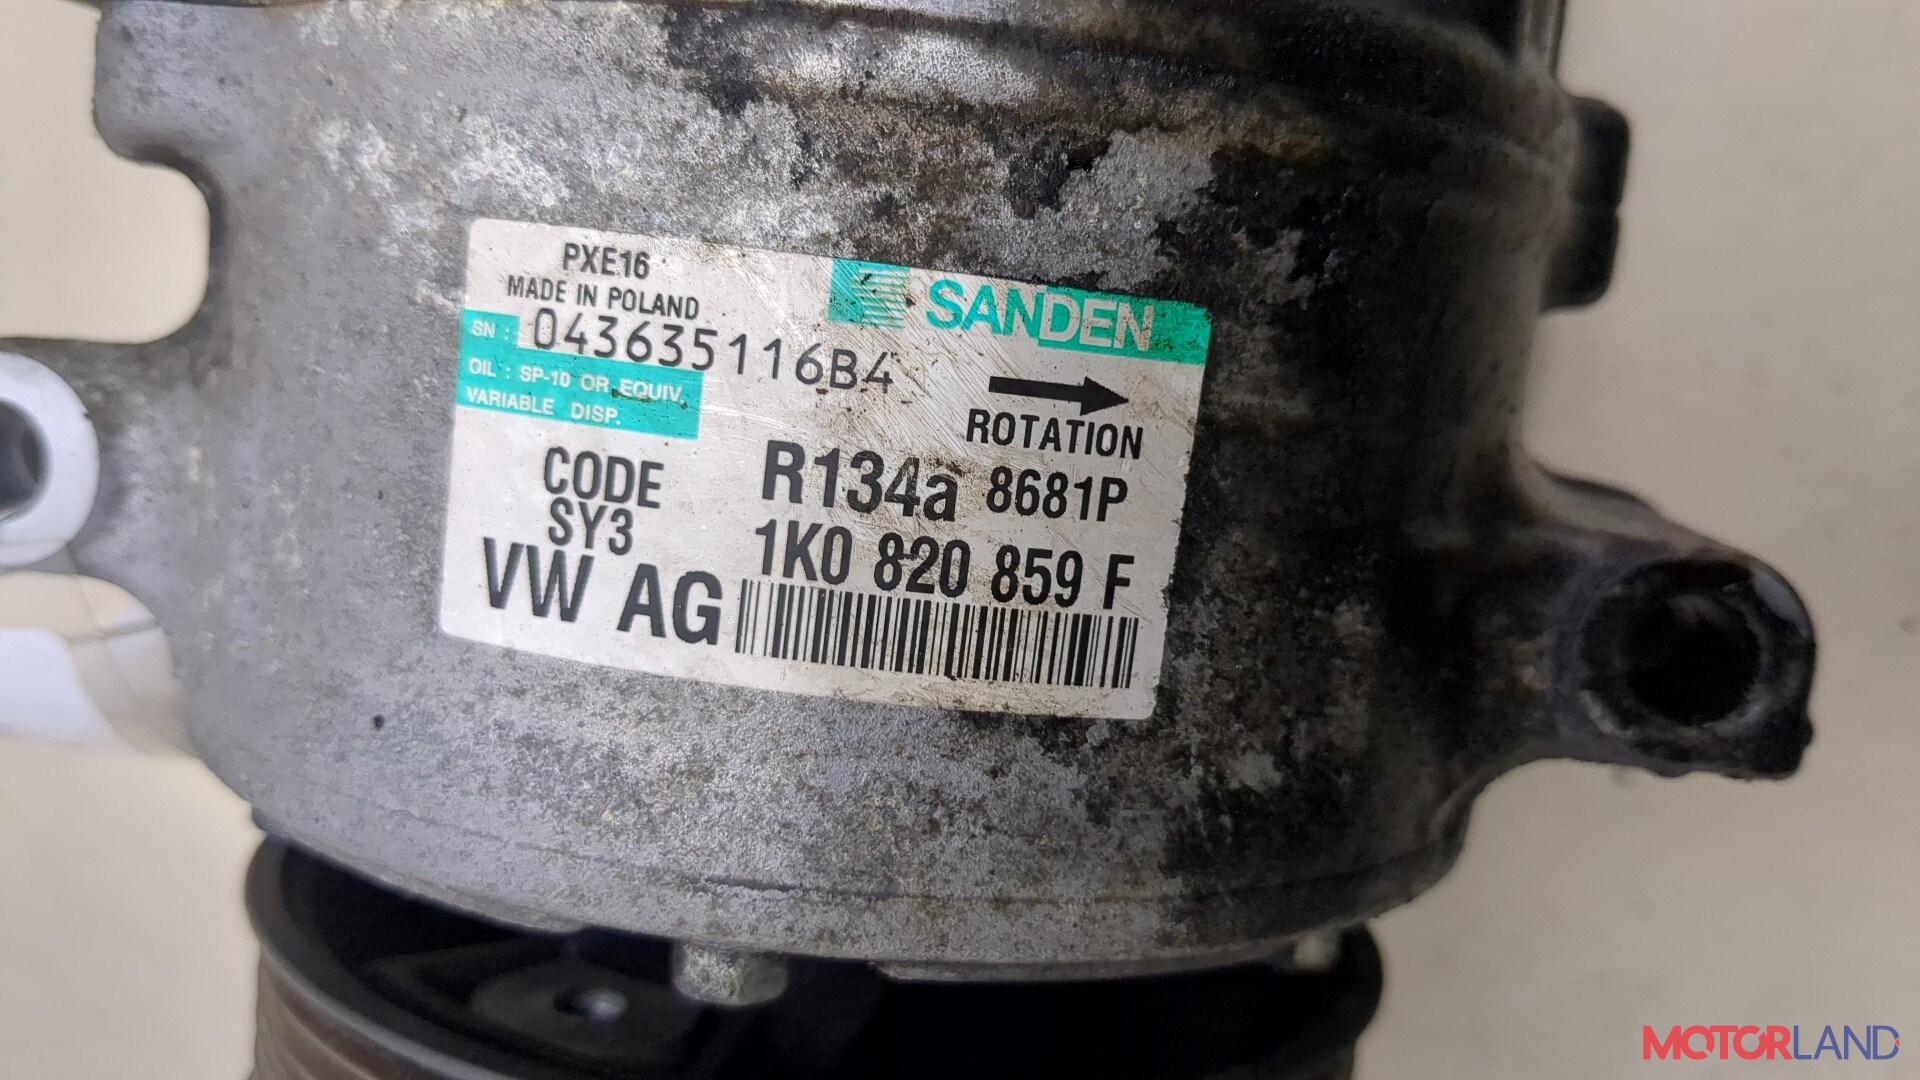 PXE16
MADE IN POLAND
SANDEN
SN : 043635116B4
OIL : SP-10 OR EQUIV.
VARIABLE DISP.
ROTATION
CODE
SY3
R134a 8681P
1K0 820 859 F
VW AG
MOTORLAND